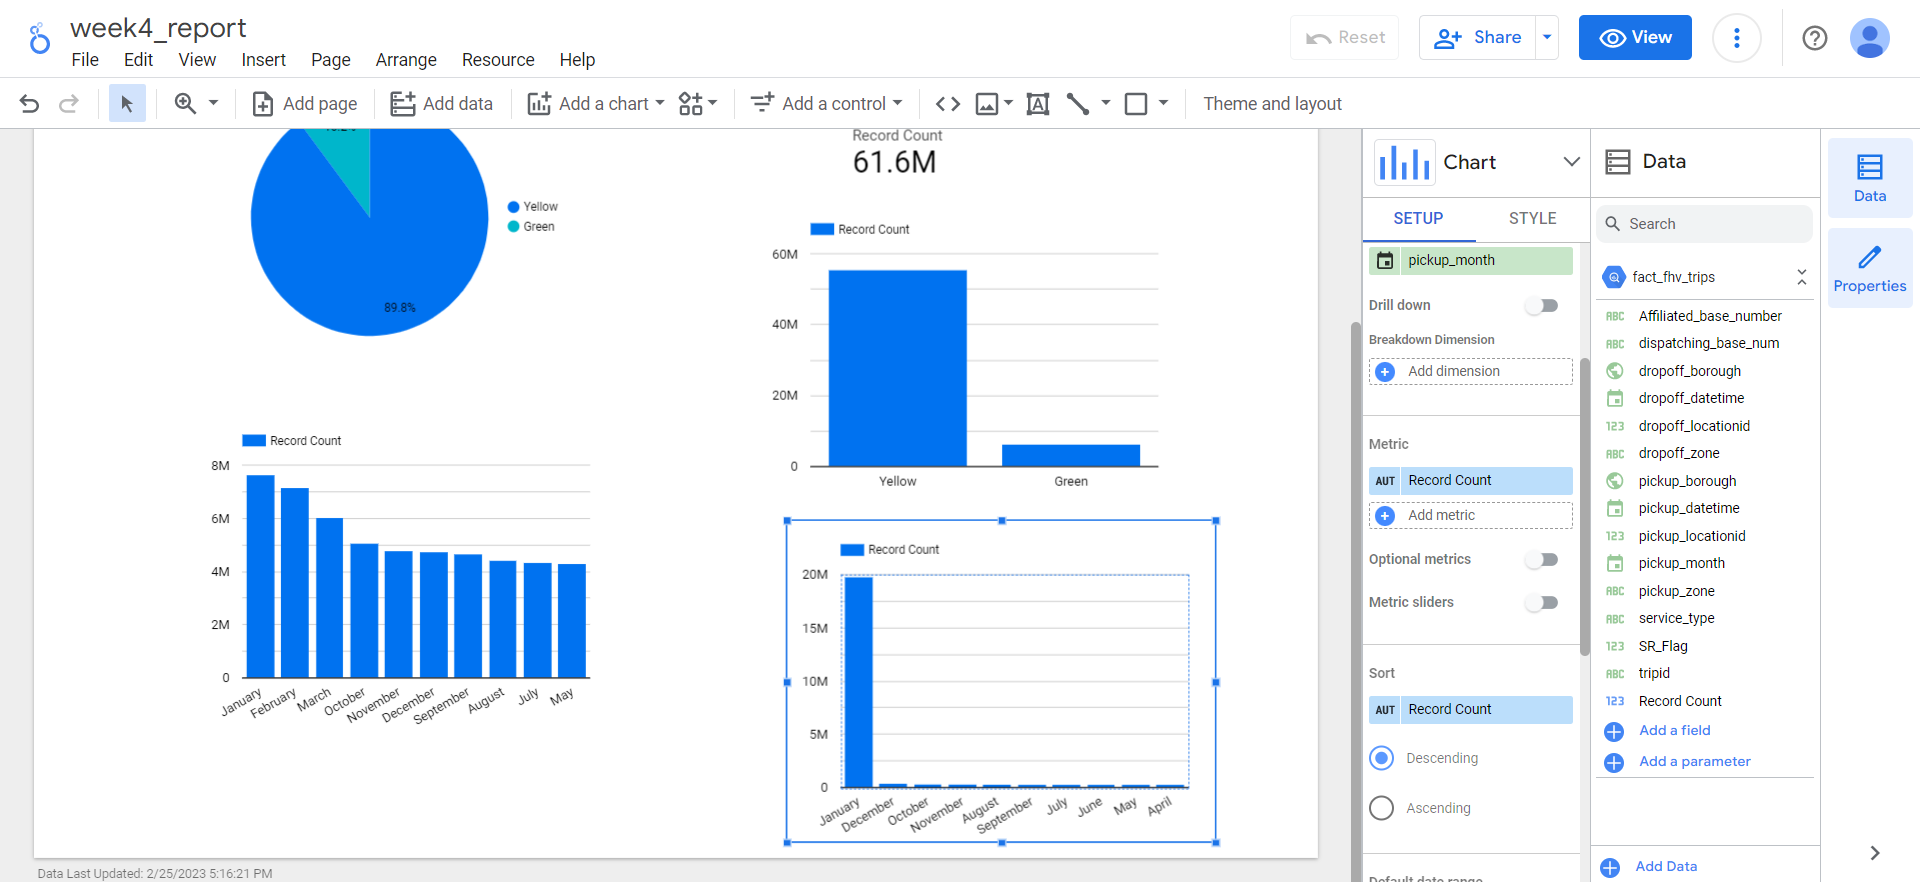 week4_report
File Edit View Insert Page Arrange Resource Help
Reset
Share
View
Add page
Add data
Add a chart
Add a control
Theme and layout
Yellow
Green
89.8%
Record Count
61.6M
Record Count
60M
40M
20M
0
Yellow
Green
Record Count
8M
6M
4M
2M
0
January
February
March
October
November
December
September
August
July
May
Record Count
20M
15M
10M
5M
0
January
December
October
November
August
September
July
June
May
April
Data Last Updated: 2/25/2023 5:16:21 PM
Chart
SETUP
STYLE
pickup_month
Drill down
Breakdown Dimension
Add dimension
Metric
AUT Record Count
Add metric
Optional metrics
Metric sliders
Sort
AUT Record Count
Descending
Ascending
Default date range
Data
Search
fact_fhv_trips
ABC Affiliated_base_number
ABC dispatching_base_num
dropoff_borough
dropoff_datetime
123 dropoff_locationid
ABC dropoff_zone
pickup_borough
pickup_datetime
123 pickup_locationid
pickup_month
ABC pickup_zone
ABC service_type
123 SR_Flag
ABC tripid
123 Record Count
Add a field
Add a parameter
Add Data
Data
Properties